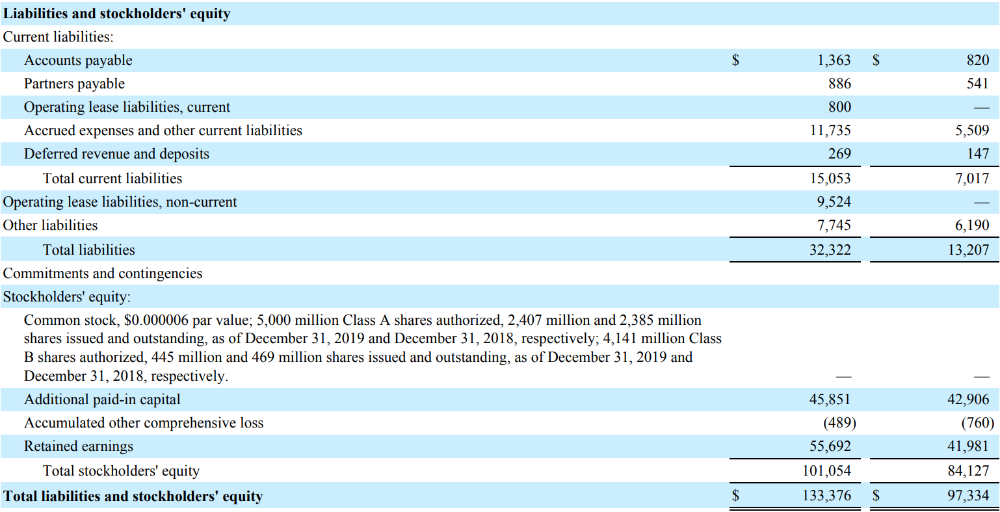 Liabilities and stockholders' equity
Current liabilities:
Accounts payable $ 1,363 $ 820
Partners payable 886 541
Operating lease liabilities, current 800 —
Accrued expenses and other current liabilities 11,735 5,509
Deferred revenue and deposits 269 147
Total current liabilities 15,053 7,017
Operating lease liabilities, non-current 9,524 —
Other liabilities 7,745 6,190
Total liabilities 32,322 13,207
Commitments and contingencies
Stockholders' equity:
Common stock, $0.000006 par value; 5,000 million Class A shares authorized, 2,407 million and 2,385 million
shares issued and outstanding, as of December 31, 2019 and December 31, 2018, respectively; 4,141 million Class
B shares authorized, 445 million and 469 million shares issued and outstanding, as of December 31, 2019 and
December 31, 2018, respectively. — —
Additional paid-in capital 45,851 42,906
Accumulated other comprehensive loss (489) (760)
Retained earnings 55,692 41,981
Total stockholders' equity 101,054 84,127
Total liabilities and stockholders' equity $ 133,376 $ 97,334